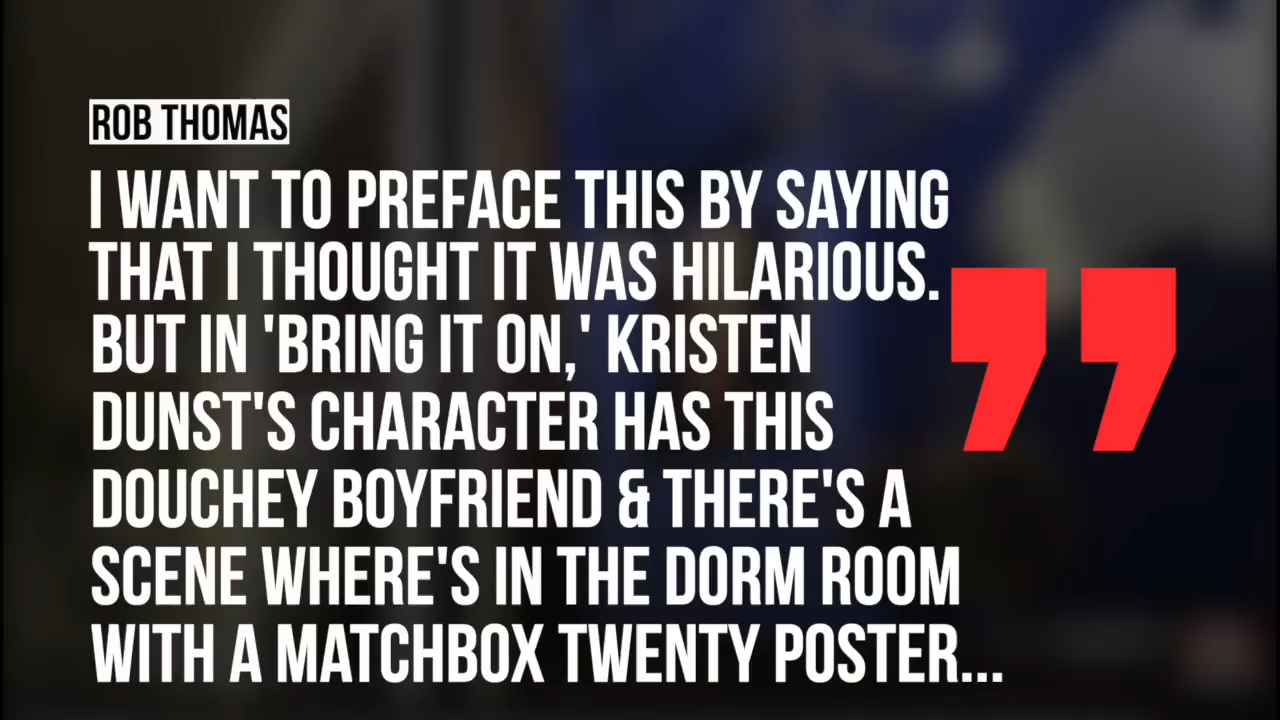 ROB THOMAS
I WANT TO PREFACE THIS BY SAYING
THAT I THOUGHT IT WAS HILARIOUS.
BUT IN 'BRING IT ON,' KRISTEN
DUNST'S CHARACTER HAS THIS
DOUCHEY BOYFRIEND & THERE'S A
SCENE WHERE'S IN THE DORM ROOM
WITH A MATCHBOX TWENTY POSTER...
”